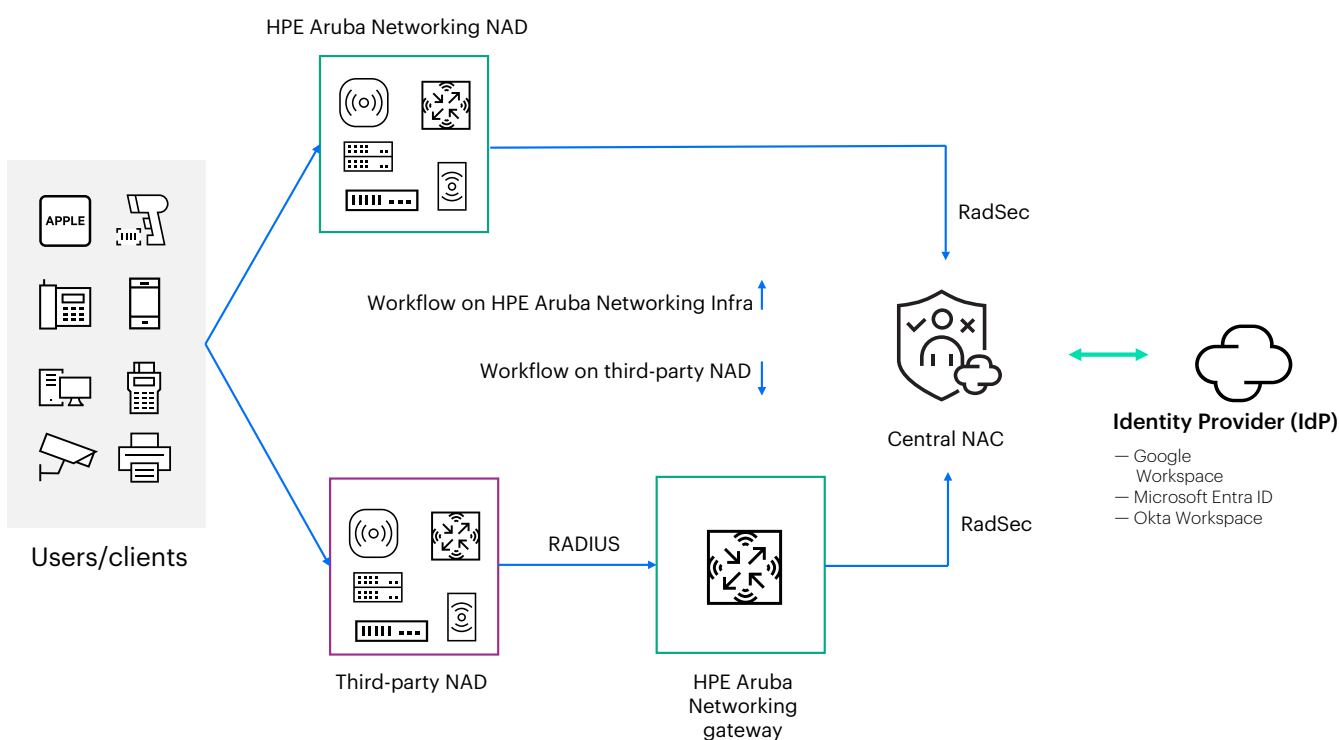 HPE Aruba Networking NAD
APPLE
RadSec
Workflow on HPE Aruba Networking Infra
Workflow on third-party NAD
Central NAC
Identity Provider (IdP)
— Google
Workspace
— Microsoft Entra ID
— Okta Workspace
Users/clients
RADIUS
RadSec
Third-party NAD
HPE Aruba
Networking
gateway